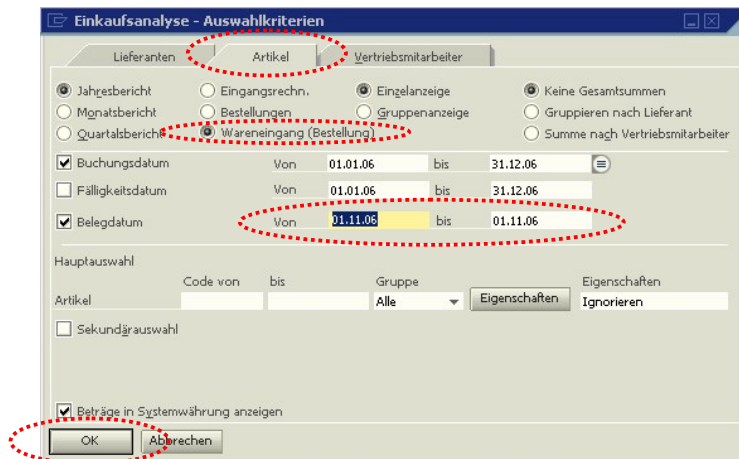 Einkaufsanalyse - Auswahlkriterien
Lieferanten Artikel Vertriebsmitarbeiter
Jahresbericht Eingangsrechn. Einzelanzeige Keine Gesamtsummen
Monatsbericht Bestellungen Gruppenanzeige Gruppieren nach Lieferant
Quartalsbericht Wareneingang (Bestellung) Summe nach Vertriebsmitarbeiter
Buchungsdatum Von 01.01.06 bis 31.12.06
Fälligkeitsdatum Von 01.01.06 bis 31.12.06
Belegdatum Von 01.11.06 bis 01.11.06
Hauptauswahl
Code von bis Gruppe Eigenschaften
Artikel Alle Eigenschaften Ignorieren
Sekundärauswahl
Beträge in Systemwährung anzeigen
OK Abbrechen